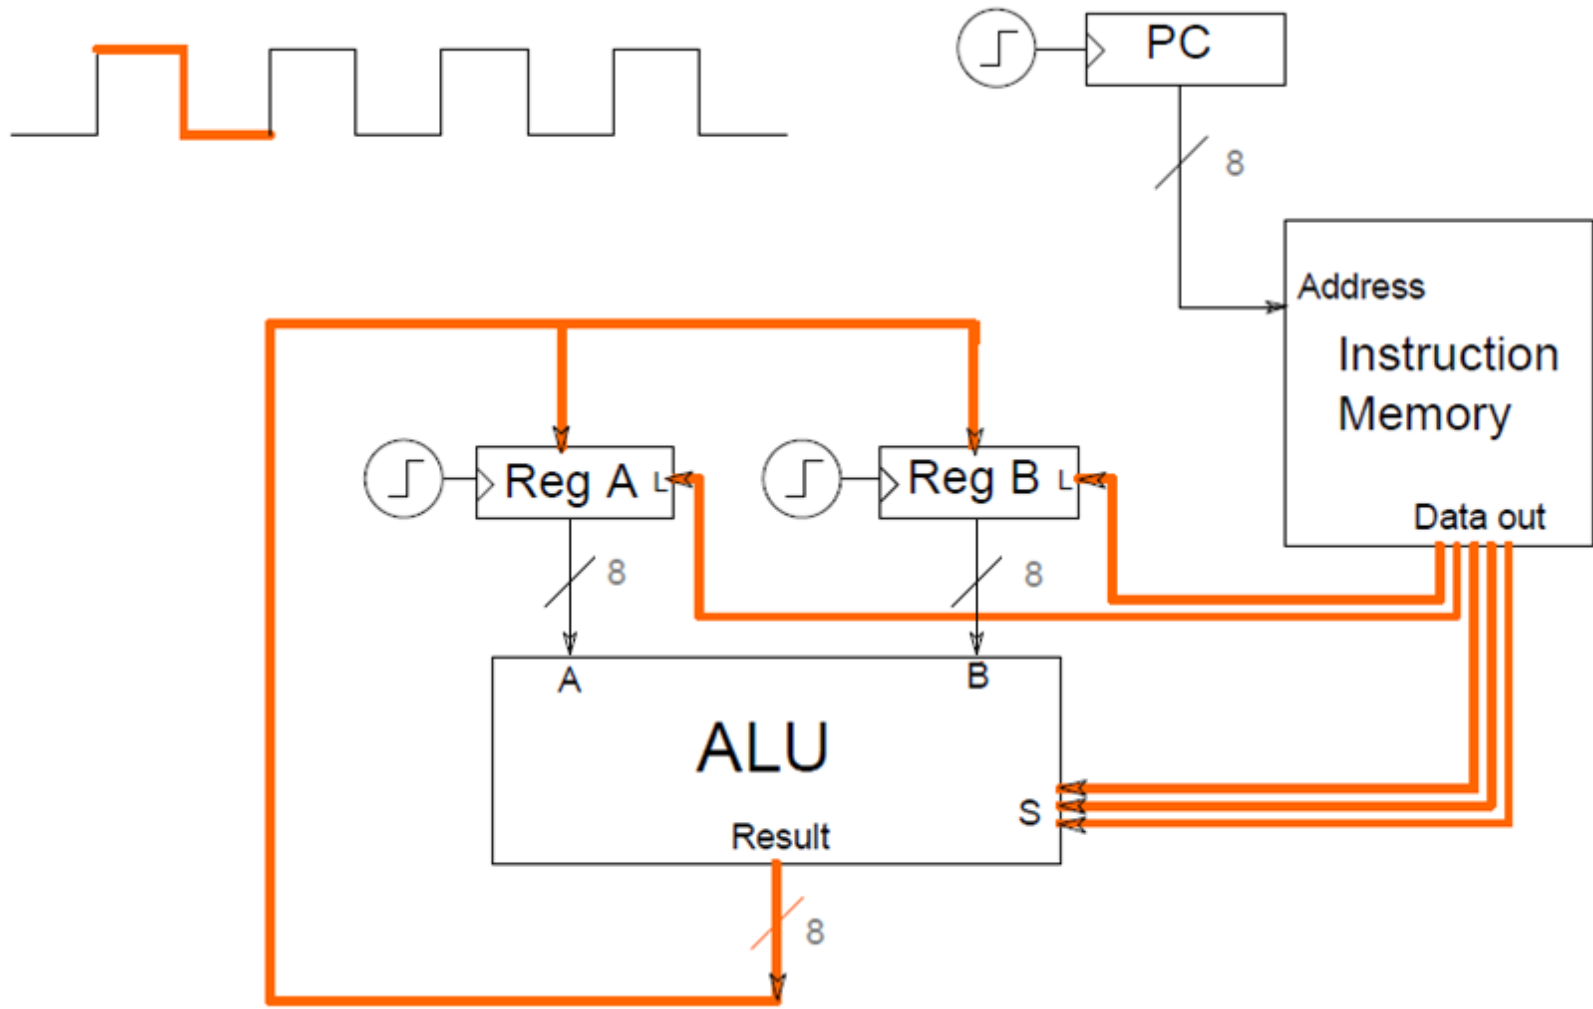 PC
8
Address
Instruction
Memory
Data out
Reg A L
Reg B L
8
8
A
B
ALU
S
Result
8